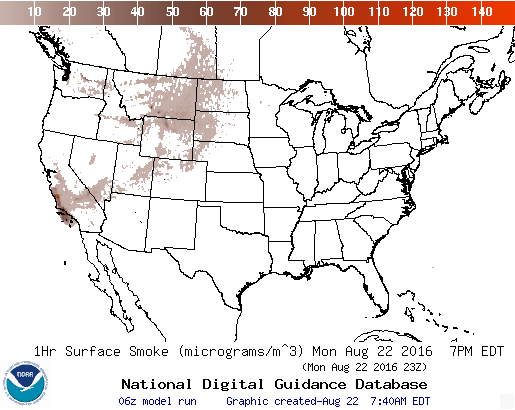 10 20 30 40 50 60 70 80 90 100 110 120 130 140
1Hr Surface Smoke (micrograms/m^3) Mon Aug 22 2016 7PM EDT
(Mon Aug 22 2016 23Z)
NOAA
National Digital Guidance Database
06z model run Graphic created-Aug 22 7:40AM EDT